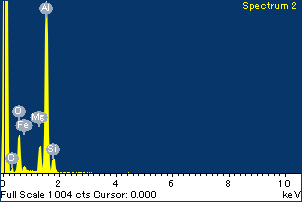 Spectrum 2
Al
O
Fe
Mg
C
Si
0 2 4 6 8 10
Full Scale 1004 cts Cursor: 0.000 keV